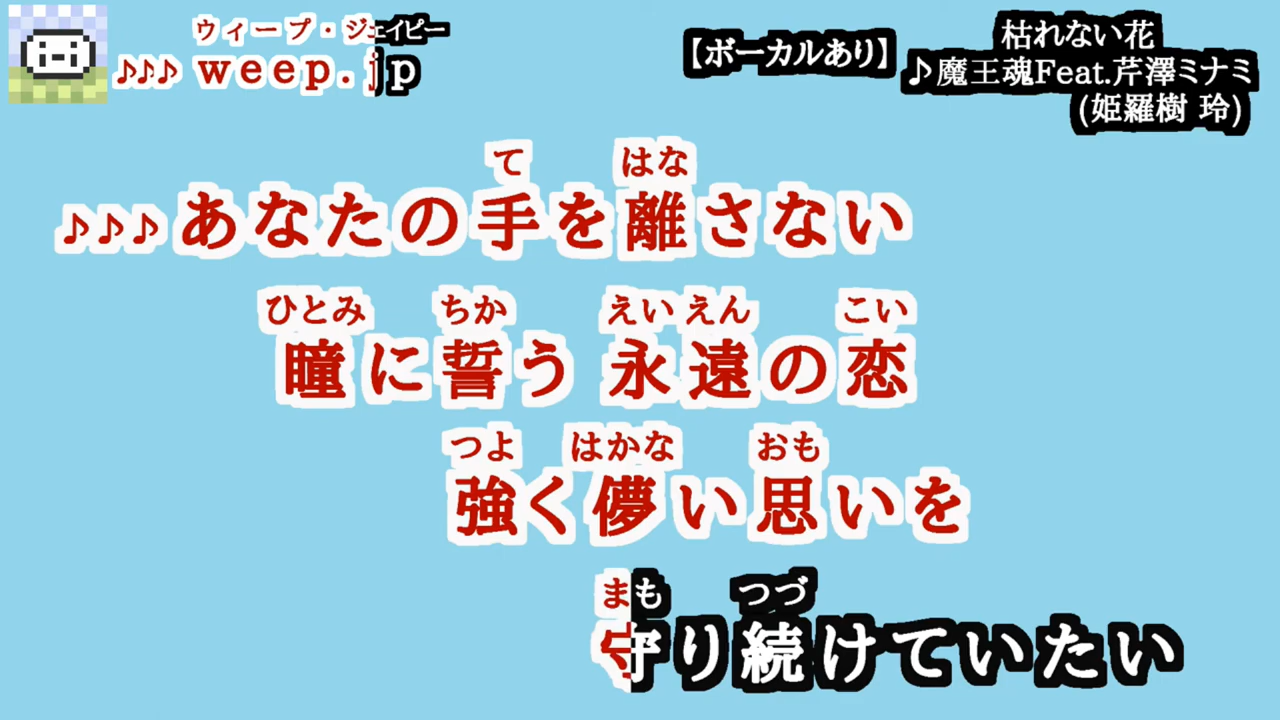 ウィープ・ジェイピー
♪♪♪ weep.jp
【ボーカルあり】
枯れない花
♪魔王魂Feat.芹澤ミナミ
(姫羅樹 玲)
て はな
♪♪♪あなたの手を離さない
ひとみ ちか えいえん こい
瞳に誓う 永遠の恋
つよ はかな おも
強く儚い思いを
まも つづ
守り続けていたい